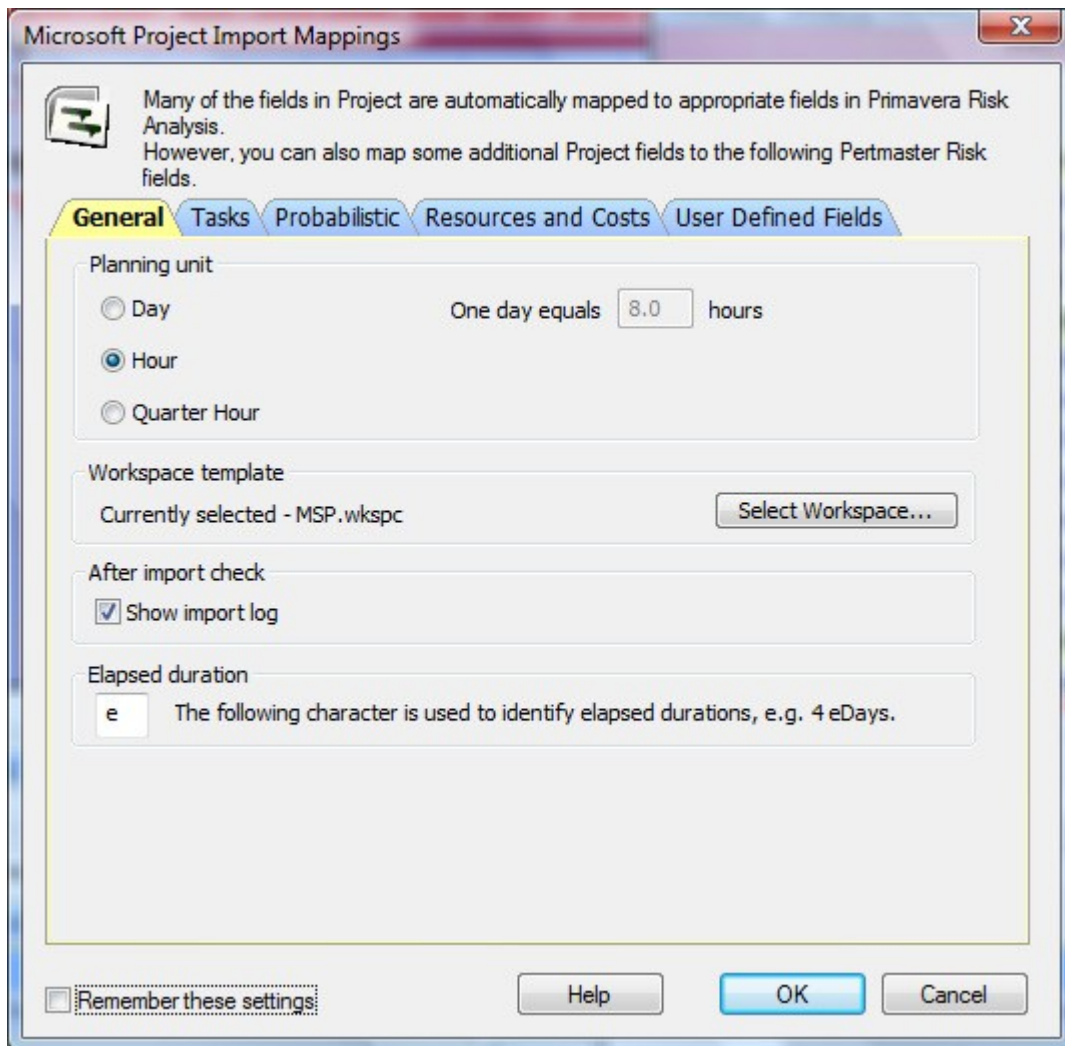 Microsoft Project Import Mappings
Many of the fields in Project are automatically mapped to appropriate fields in Primavera Risk
Analysis.
However, you can also map some additional Project fields to the following Pertmaster Risk
fields.
General Tasks Probabilistic Resources and Costs User Defined Fields
Planning unit
Day One day equals 8.0 hours
Hour
Quarter Hour
Workspace template
Currently selected - MSP.wkspc Select Workspace...
After import check
Show import log
Elapsed duration
e The following character is used to identify elapsed durations, e.g. 4 eDays.
Remember these settings Help OK Cancel